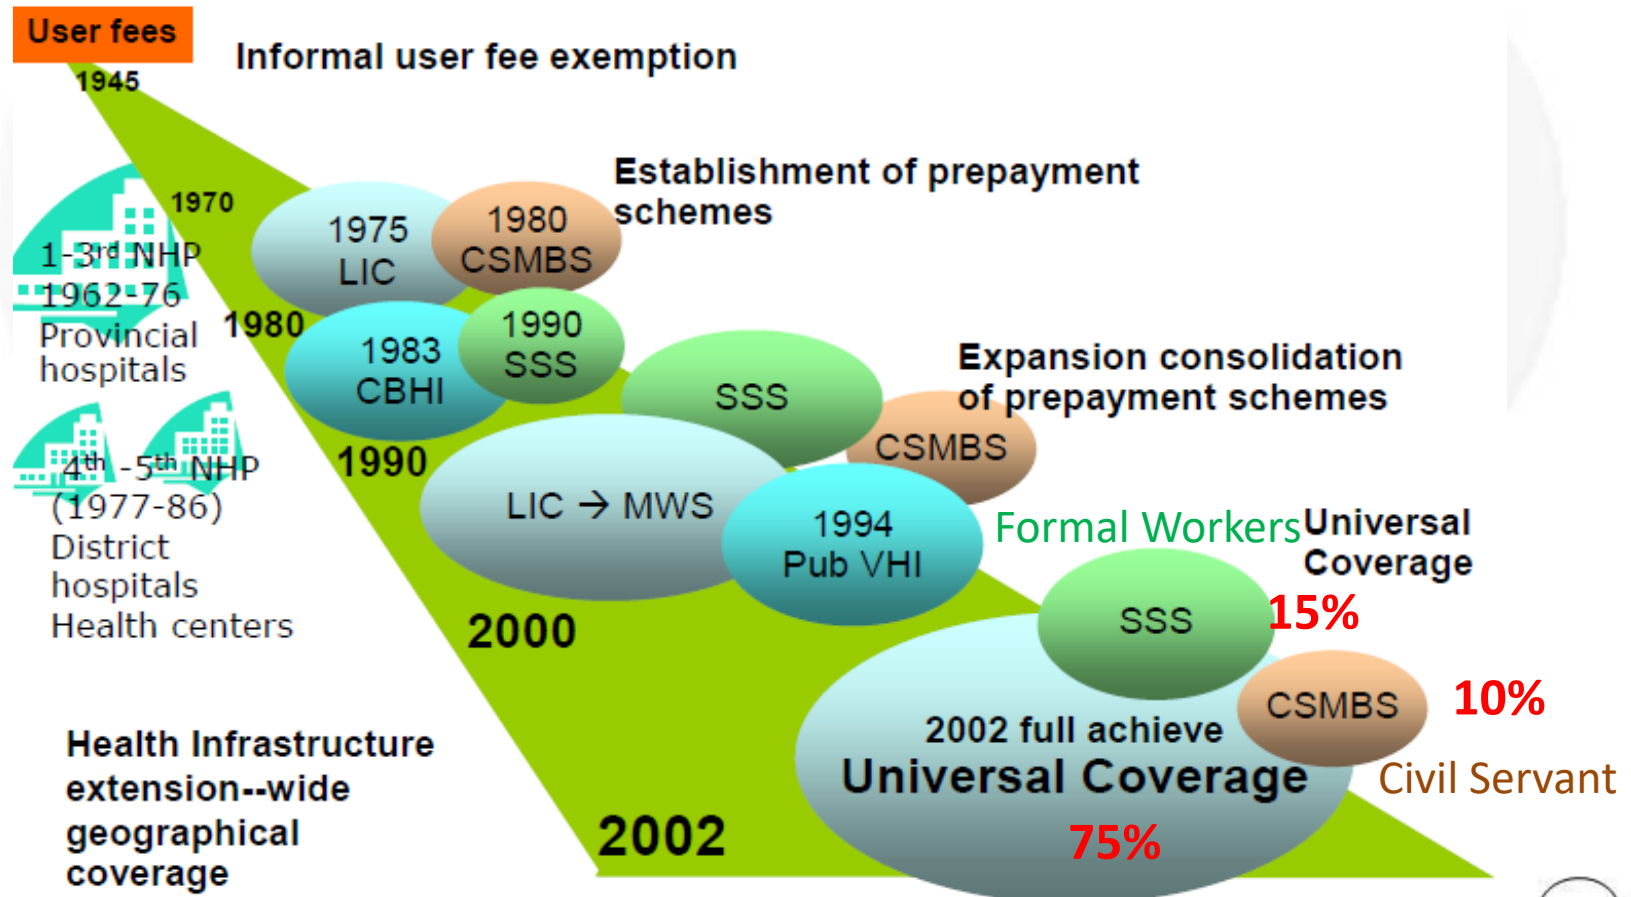 User fees
1945
Informal user fee exemption
Establishment of prepayment
schemes
1970
1975
LIC
1980
CSMBS
1-3rd NHP
1962-76
Provincial
hospitals
1980
1983
CBHI
1990
SSS
SSS
Expansion consolidation
of prepayment schemes
CSMBS
4th -5th NHP
(1977-86)
District
hospitals
Health centers
1990
LIC → MWS
1994
Pub VHI
Formal Workers
Universal
Coverage
2000
SSS
15%
CSMBS
10%
Civil Servant
Health Infrastructure
extension--wide
geographical
coverage
2002
2002 full achieve
Universal Coverage
75%